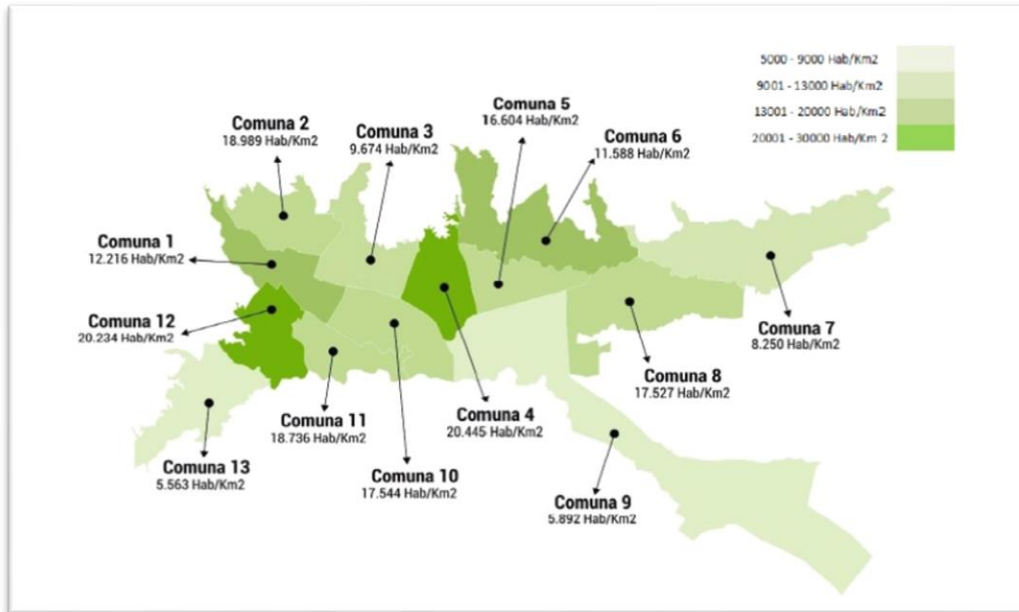 5000 - 9000 Hab/Km2
9001 - 13000 Hab/Km2
13001 - 20000 Hab/Km2
20001 - 30000 Hab/Km 2
Comuna 5
16.604 Hab/Km2
Comuna 2
18.989 Hab/Km2
Comuna 3
9.674 Hab/Km2
Comuna 6
11.588 Hab/Km2
Comuna 1
12.216 Hab/Km2
Comuna 12
20.234 Hab/Km2
Comuna 7
8.250 Hab/Km2
Comuna 8
17.527 Hab/Km2
Comuna 11
18.736 Hab/Km2
Comuna 4
20.445 Hab/Km2
Comuna 13
5.563 Hab/Km2
Comuna 10
17.544 Hab/Km2
Comuna 9
5.892 Hab/Km2